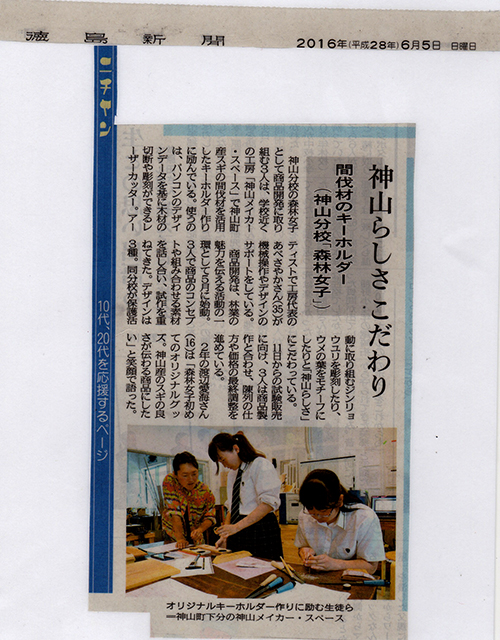 徳島新聞
2016年(平成28年)6月5日 日曜日
ニチヤン
10代、20代を応援するページ
神山らしさこだわり
間伐材のキーホルダー
(神山分校「森林女子」)
神山分校の森林女子
として商品開発に取り
組む3人は、学校近く
の工房「神山メイカー
・スペース」で神山町
産スギの間伐材を活用
したキーホルダー作り
に励んでいる。使うの
は、パソコンのデザイ
ンデータを基に木材の
切断や彫刻ができるレ
ーザーカッター。アー
ティストで工房代表の
あべさやかさん(35)が
機械操作やデザインの
サポートをしている。
商品開発は、林業の
魅力を伝える活動の一
環として5月に始動。
3人で商品のコンセプ
トや組み合わせる素材
を話し合い、試作を重
ねてきた。デザインは
3種。同分校が保護活
動に取り組むジンリョ
ウユリを彫刻したり、
ウメの葉をモチーフに
したりと「神山らしさ」
にこだわっている。
11日からの試験販売
に向け、3人は商品製
作と合わせ、陳列の仕
方や価格の最終調整を
進めている。
2年の渡辺愛海さん
(16)は「森林女子初め
てのオリジナルグッ
ズ。神山産のスギの良
さが伝わる商品にした
い」と笑顔で語った。
オリジナルキーホルダー作りに励む生徒ら
＝神山町下分の神山メイカー・スペース